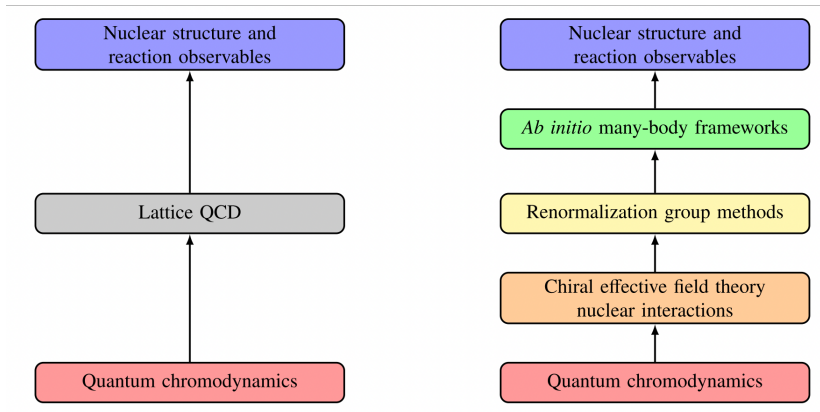 Nuclear structure and
reaction observables
Lattice QCD
Quantum chromodynamics
Nuclear structure and
reaction observables
Ab initio many-body frameworks
Renormalization group methods
Chiral effective field theory
nuclear interactions
Quantum chromodynamics